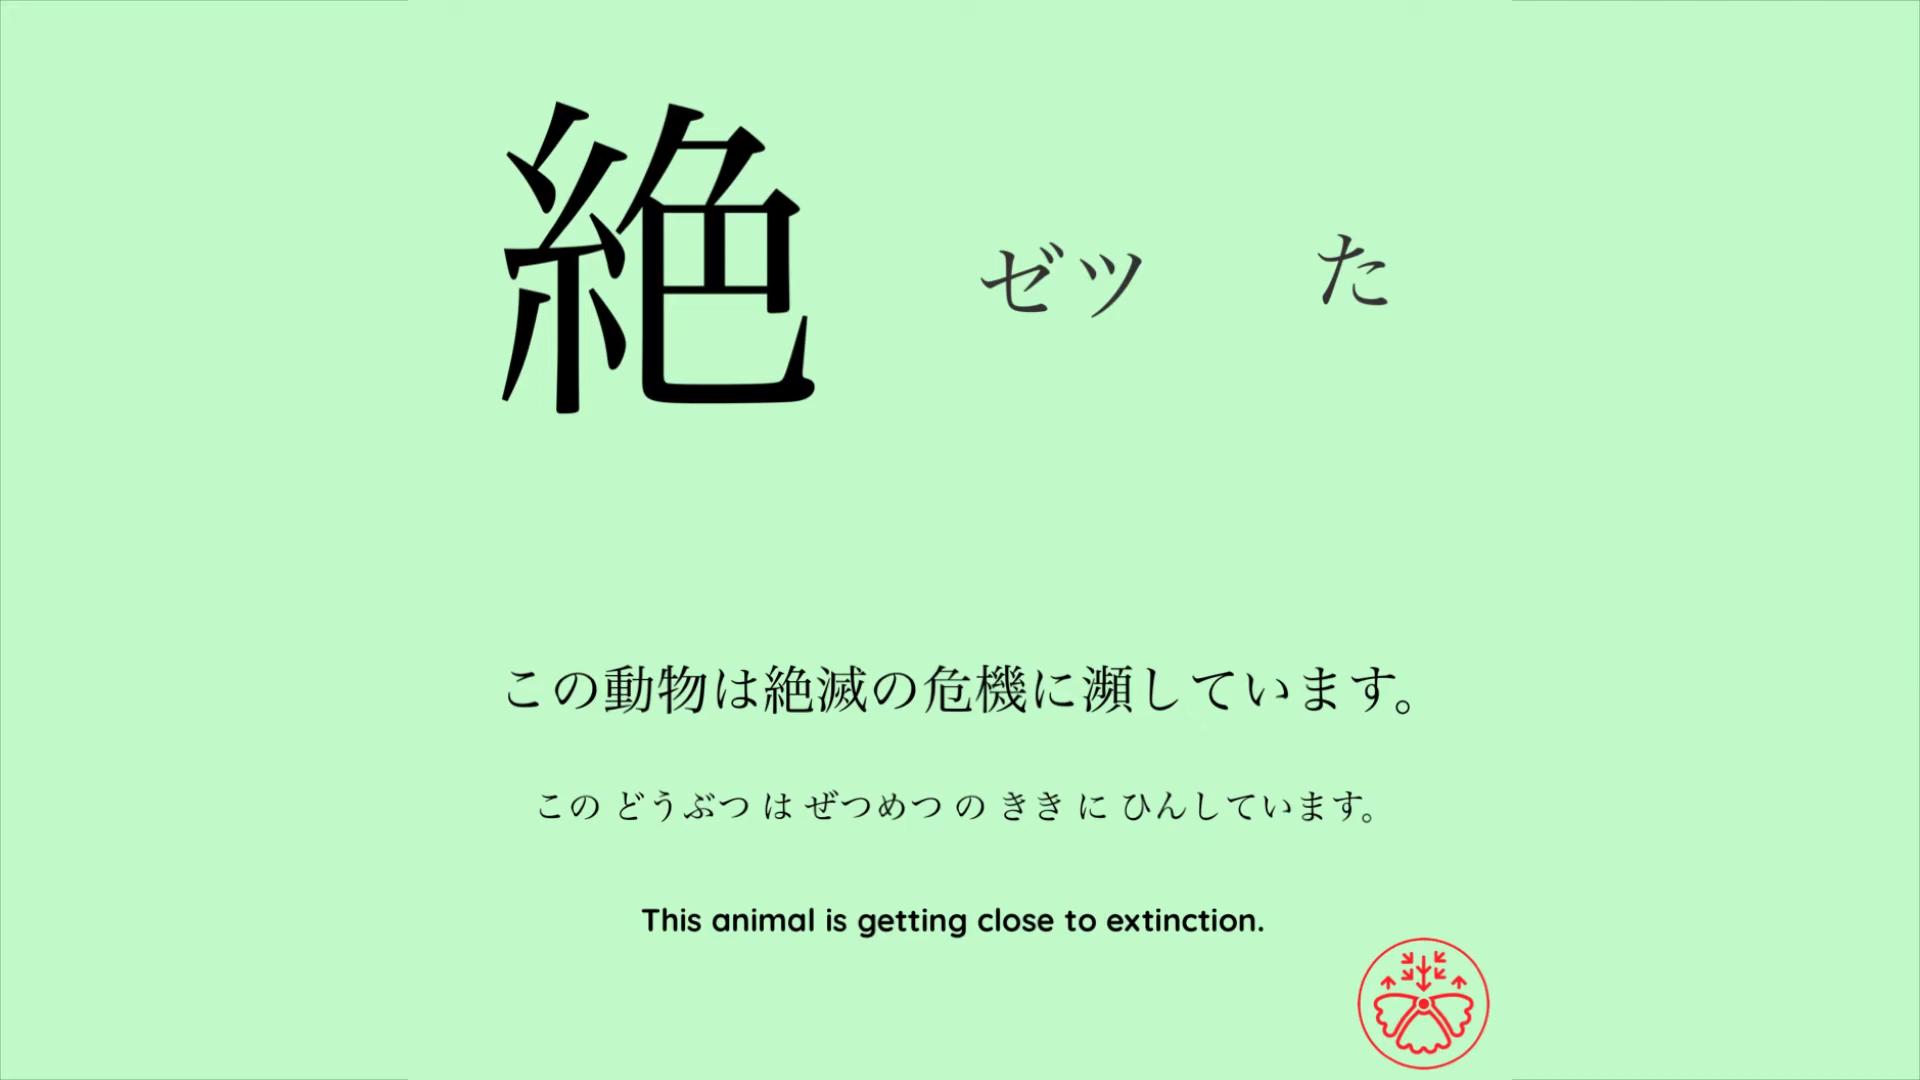 絶 ゼツ た
この動物は絶滅の危機に瀕しています。
この どうぶつ は ぜつめつ の きき に ひんしています。
This animal is getting close to extinction.